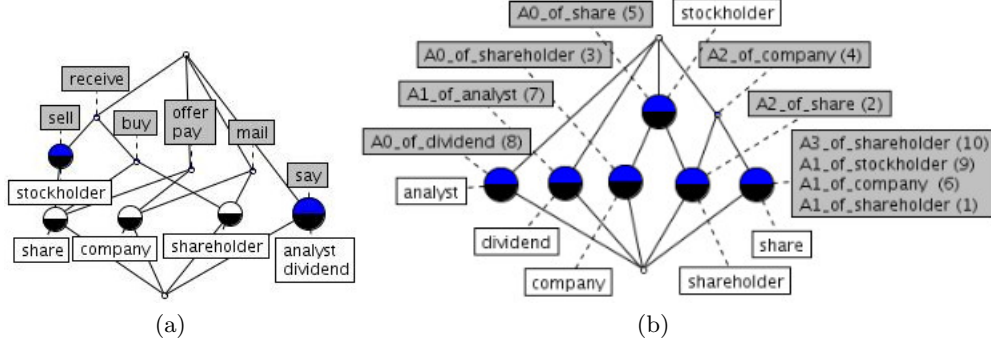 receive
sell
buy
offer
pay
mail
say
stockholder
share
company
shareholder
analyst
dividend
(a)
b)
A0_of_share (5)
stockholder
A0_of_shareholder (3)
A2_of_company (4)
A1_of_analyst (7)
A2_of_share (2)
A0_of_dividend (8)
A3_of_shareholder (10)
A1_of_stockholder (9)
A1_of_company (6)
A1_of_shareholder (1)
analyst
dividend
share
company
shareholder
(b)